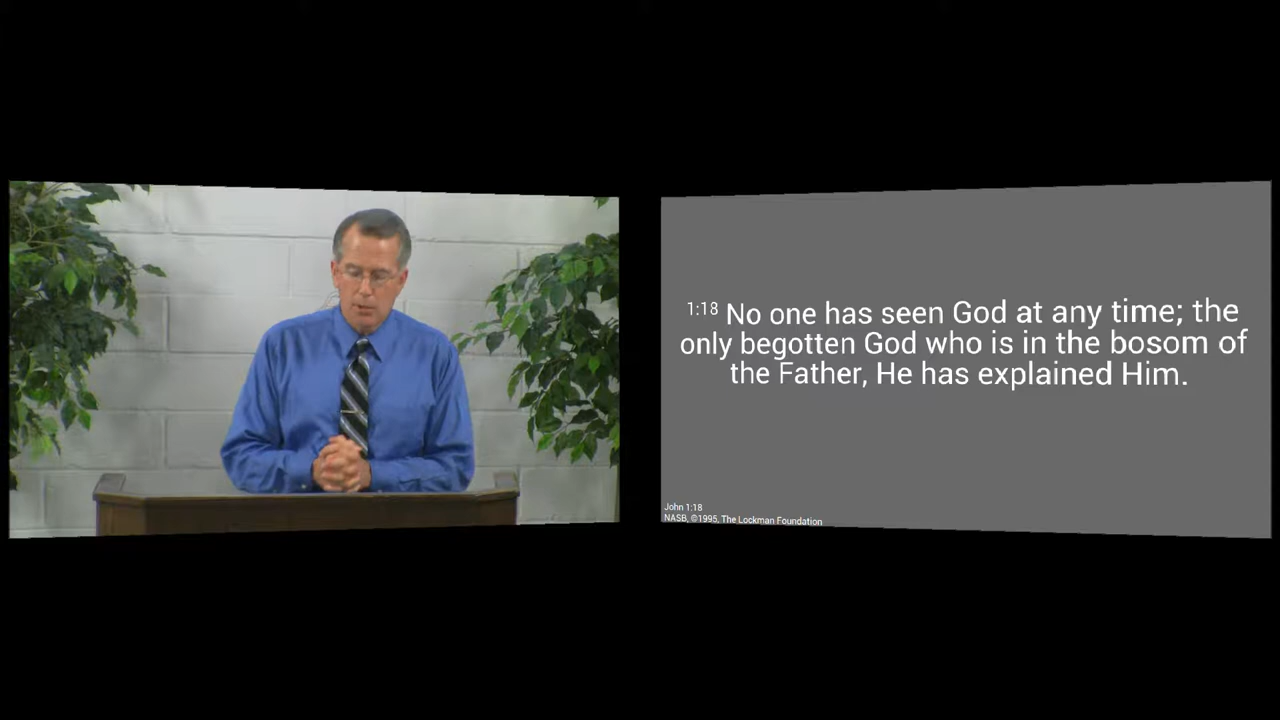 1:18 No one has seen God at any time; the
only begotten God who is in the bosom of
the Father, He has explained Him.
John 1:18
NASB, ©1995, The Lockman Foundation